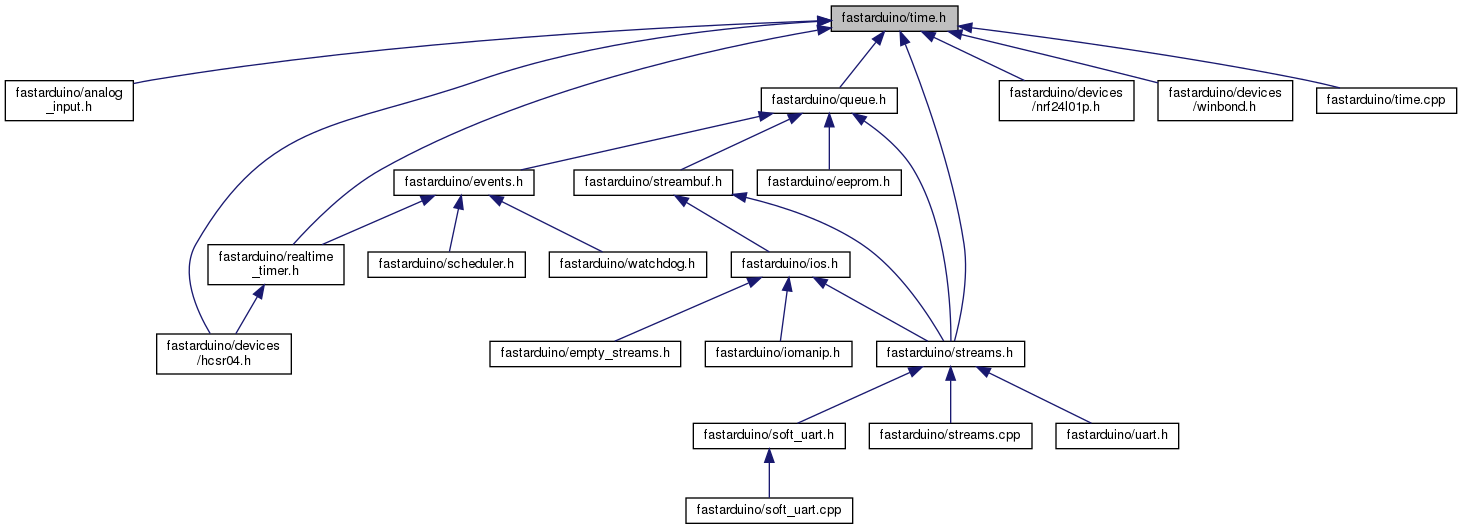 fastarduino/time.h
fastarduino/analog
_input.h
fastarduino/queue.h
fastarduino/devices
/nrf24l01p.h
fastarduino/devices
/winbond.h
fastarduino/time.cpp
fastarduino/events.h
fastarduino/streambuf.h
fastarduino/eeprom.h
fastarduino/realtime
_timer.h
fastarduino/scheduler.h
fastarduino/watchdog.h
fastarduino/ios.h
fastarduino/devices
/hcsr04.h
fastarduino/empty_streams.h
fastarduino/iomanip.h
fastarduino/streams.h
fastarduino/soft_uart.h
fastarduino/streams.cpp
fastarduino/uart.h
fastarduino/soft_uart.cpp